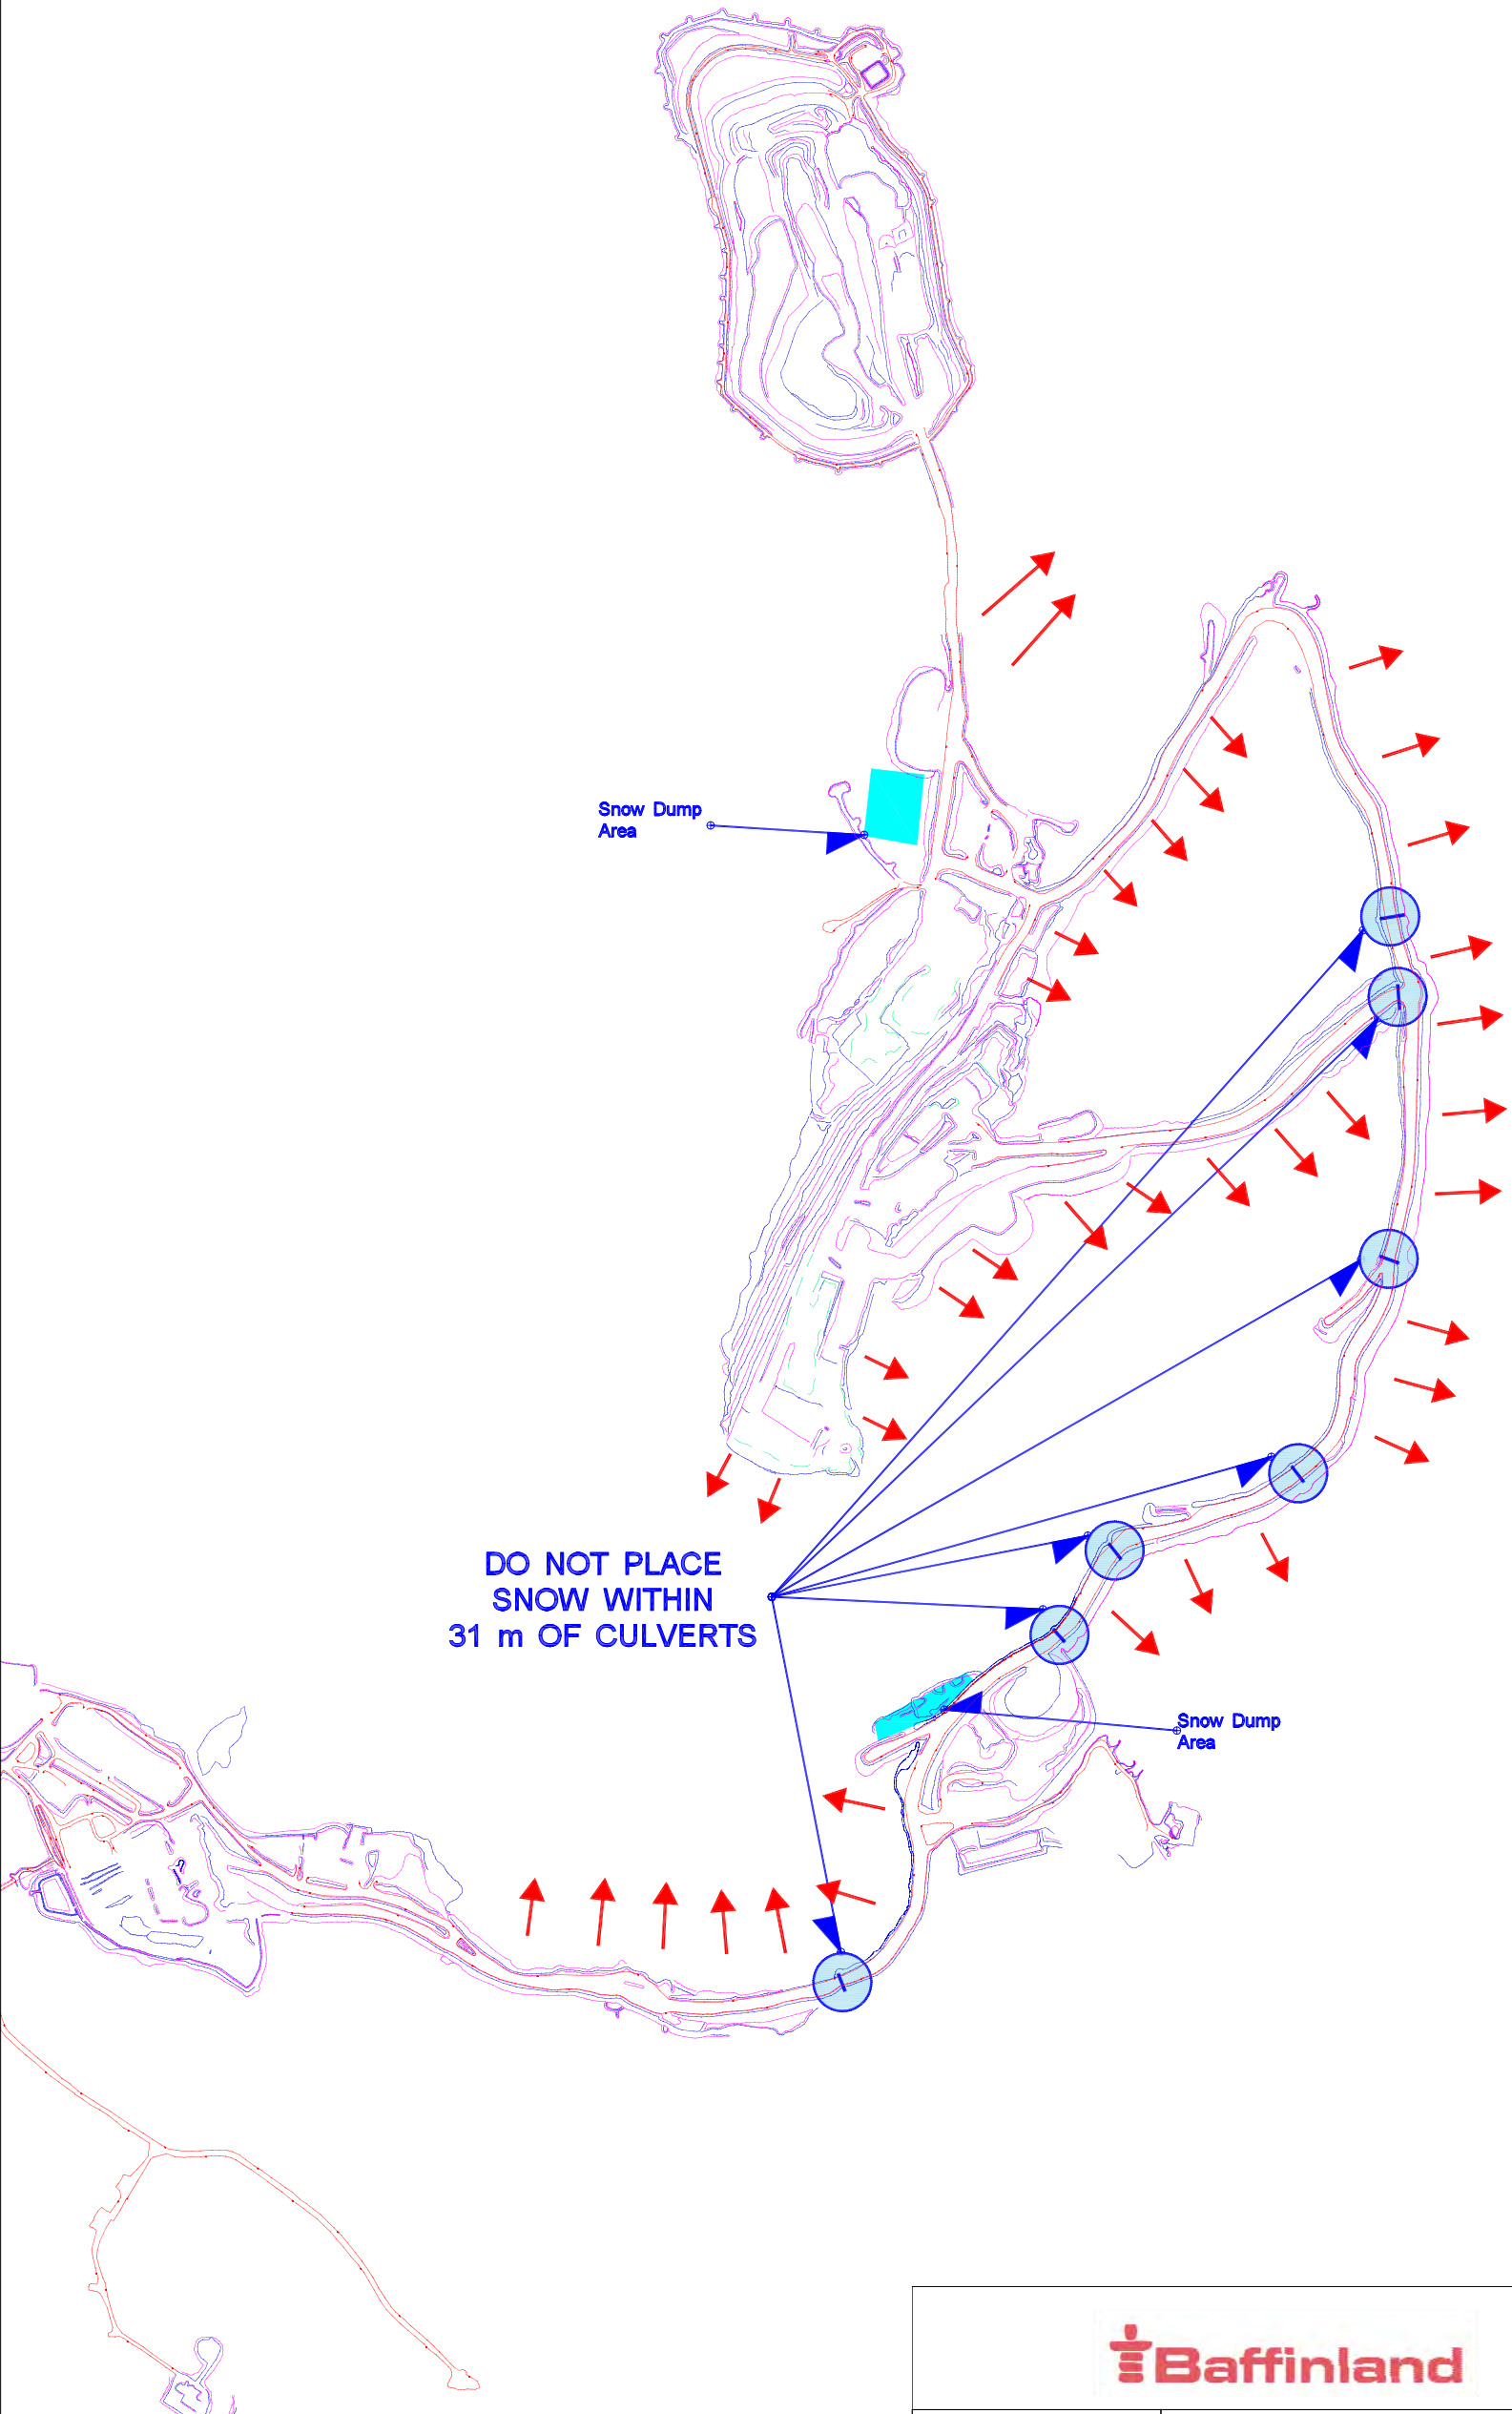 Snow Dump
Area
DO NOT PLACE
SNOW WITHIN
31 m OF CULVERTS
Snow Dump
Area
Baffinland